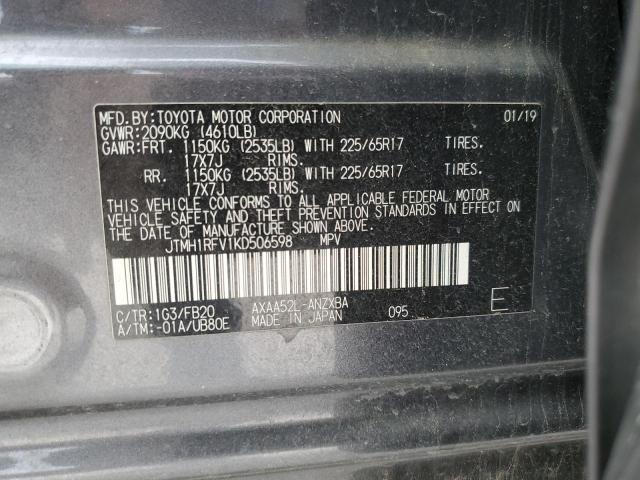 MFD. BY: TOYOTA MOTOR CORPORATION 01/19
GVWR: 2090KG (4610LB)
GAWR: FRT. 1150KG (2535LB) WITH 225/65R17 TIRES.
17X7J RIMS.
RR. 1150KG (2535LB) WITH 225/65R17 TIRES.
17X7J RIMS.
THIS VEHICLE CONFORMS TO ALL APPLICABLE FEDERAL MOTOR
VEHICLE SAFETY AND THEFT PREVENTION STANDARDS IN EFFECT
ON THE DATE OF MANUFACTURE SHOWN ABOVE.
JTMH1RFV1KD506598 MPV
C/TR: 1G3/FB20 AXAA52L-ANZXBA 095 E
A/TM: -01A/UB80E MADE IN JAPAN